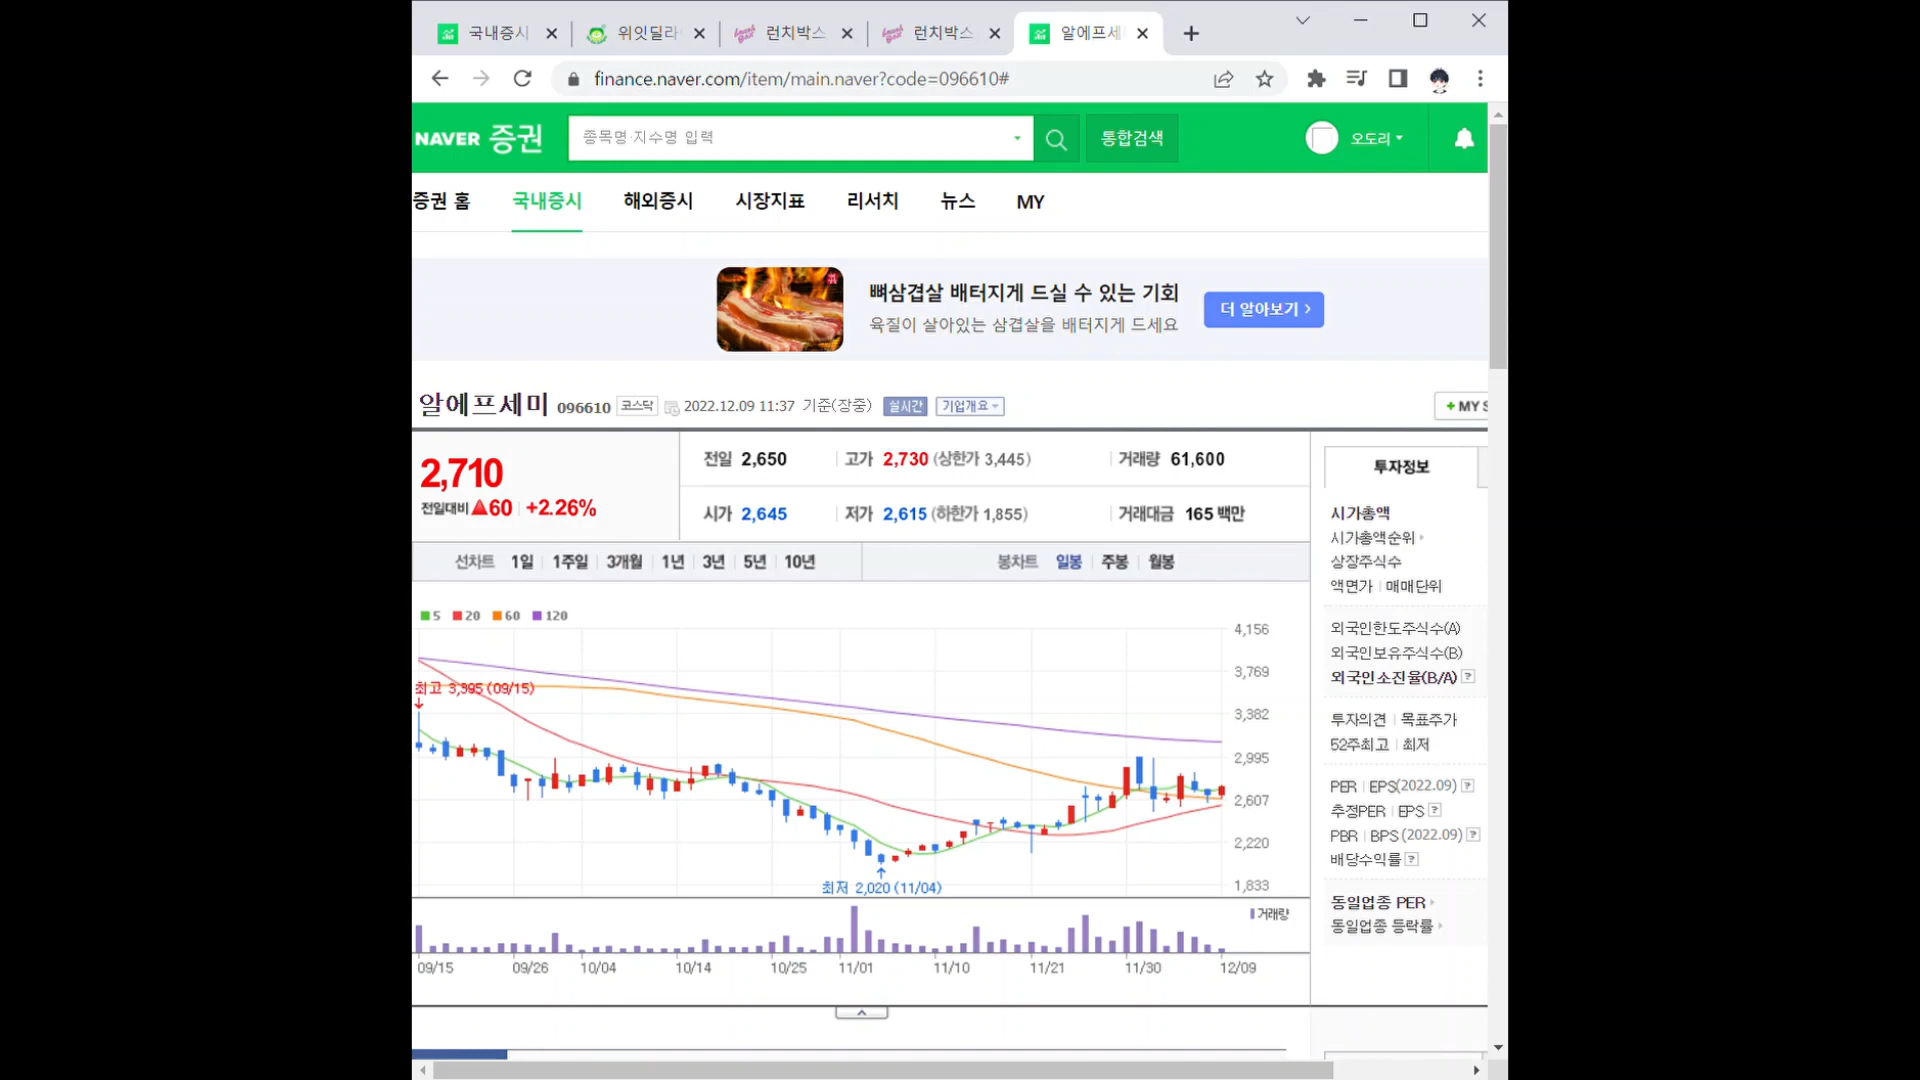 국내증시
위잇딜라
런치박스
런치박스
알에프세
finance.naver.com/item/main.naver?code=096610#
NAVER 증권
종목명·지수명 입력
통합검색
오도리
증권 홈 국내증시 해외증시 시장지표 리서치 뉴스 MY
뼈삼겹살 배터지게 드실 수 있는 기회
육질이 살아있는 삼겹살을 배터지게 드세요
더 알아보기 >
알에프세미 096610 코스닥 2022.12.09 11:37 기준(장중) 실시간 기업개요
+ MY S
2,710
전일대비 ▲60 +2.26%
전일 2,650 고가 2,730 (상한가 3,445) 거래량 61,600
시가 2,645 저가 2,615 (하한가 1,855) 거래대금 165 백만
선차트 1일 1주일 3개월 1년 3년 5년 10년
봉차트 일봉 주봉 월봉
5 20 60 120
4,156
3,769
3,382
2,995
2,607
2,220
1,833
최고 3,395 (09/15)
최저 2,020 (11/04)
거래량
09/15 09/26 10/04 10/14 10/25 11/01 11/10 11/21 11/30 12/09
투자정보
시가총액
시가총액순위
상장주식수
액면가 매매단위
외국인한도주식수(A)
외국인보유주식수(B)
외국인소진율(B/A) ?
투자의견 목표주가
52주최고 최저
PER EPS(2022.09) ?
추정PER EPS ?
PBR BPS (2022.09) ?
배당수익률 ?
동일업종 PER
동일업종 등락률